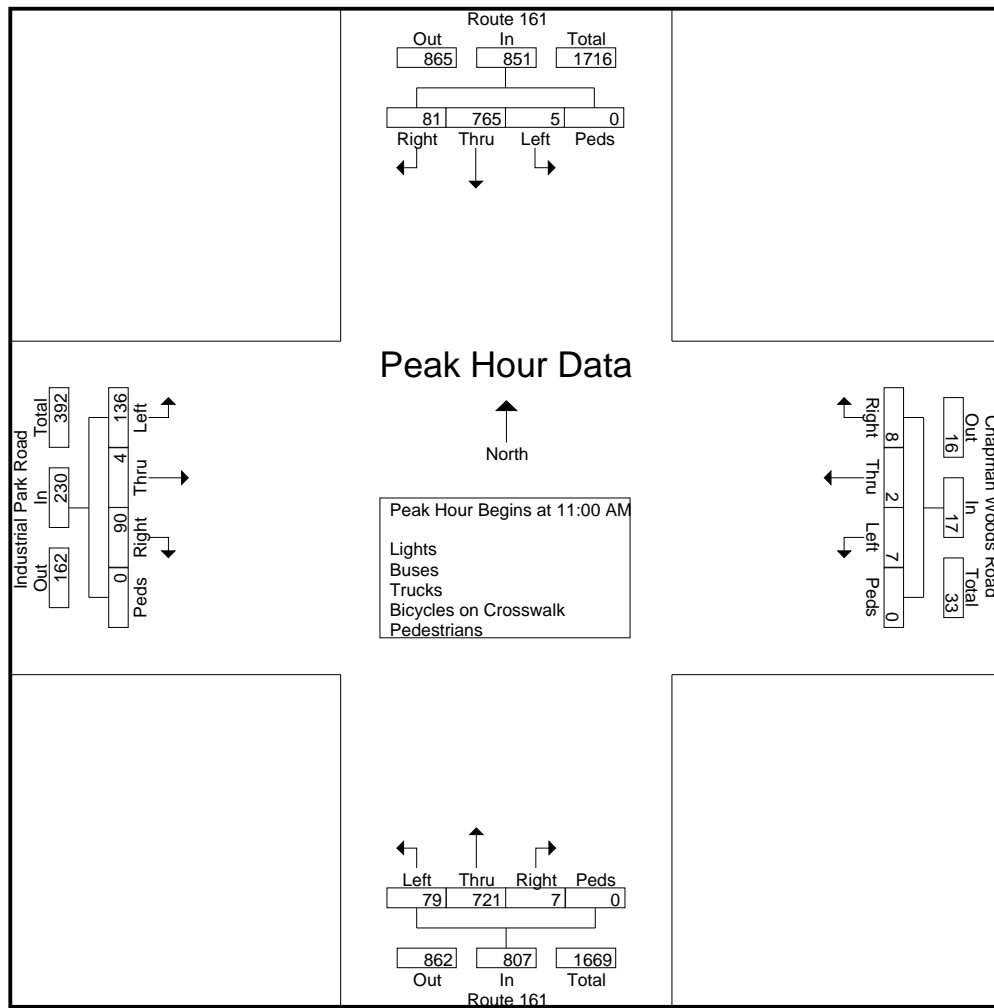 Route 161
Out In Total
865 851 1716
81 765 5 0
Right Thru Left Peds
Peak Hour Data
North
Peak Hour Begins at 11:00 AM
Lights
Buses
Trucks
Bicycles on Crosswalk
Pedestrians
Industrial Park Road
Out In Total
162 230 392
Left Thru Right Peds
136 4 90 0
Chapman Woods Road
Out In Total
16 17 33
8 2 7 0
Right Thru Left Peds
Left Thru Right Peds
79 721 7 0
862 807 1669
Out In Total
Route 161